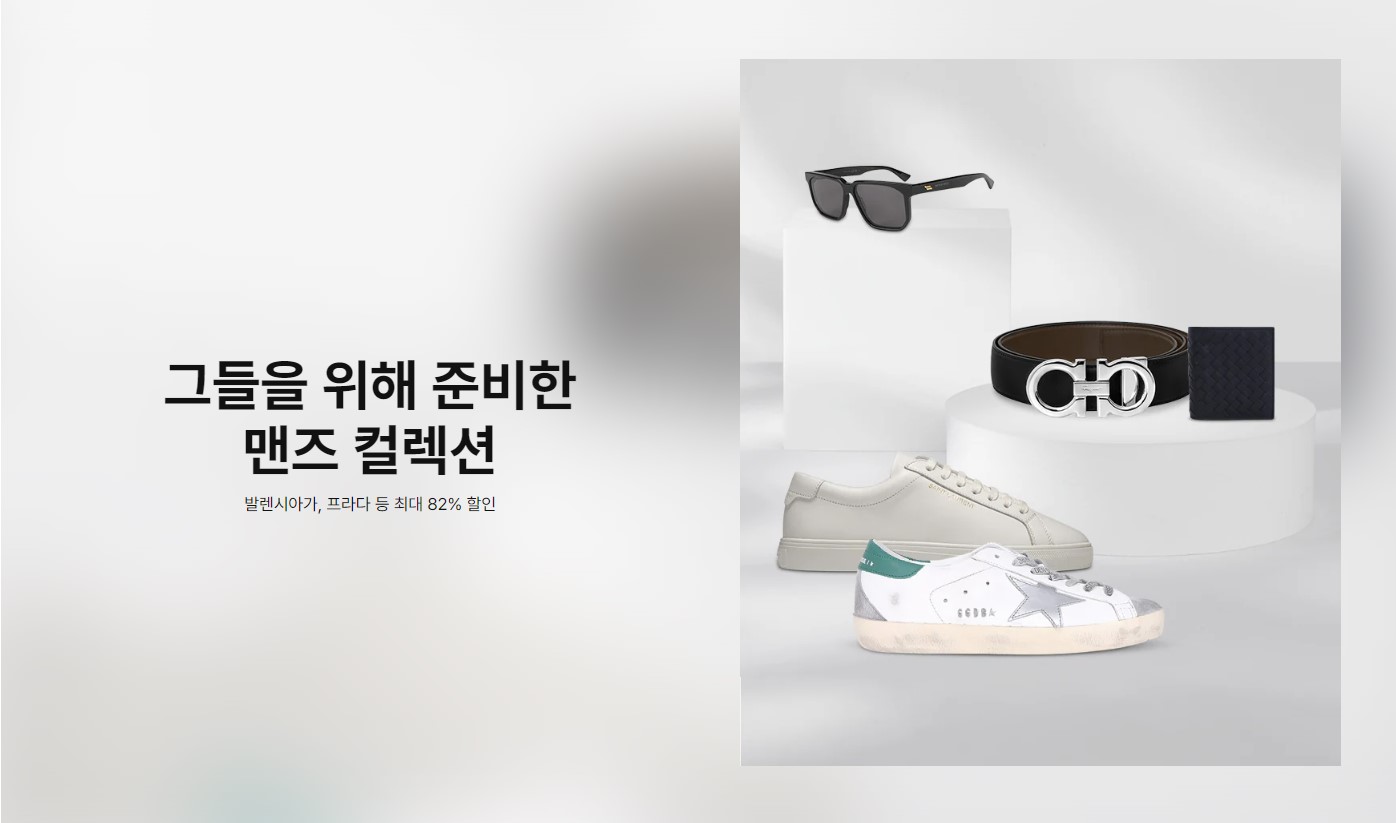 그들을 위해 준비한
맨즈 컬렉션
발렌시아가, 프라다 등 최대 82% 할인
GGDB